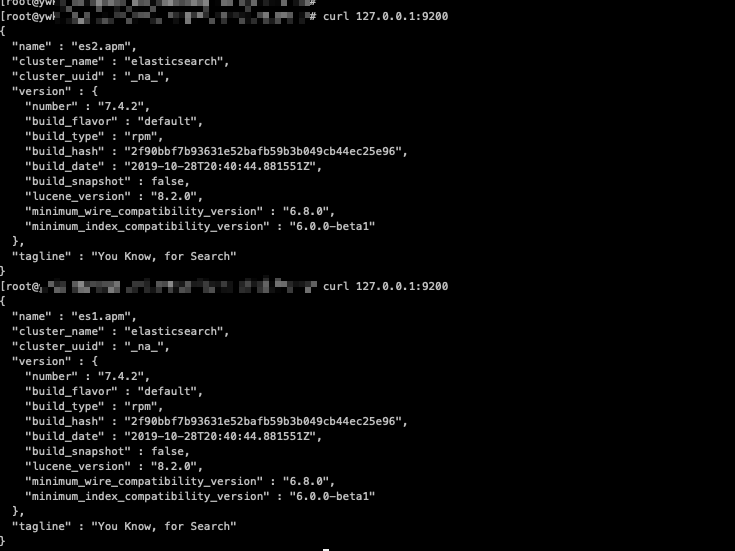 [root@yw #
[root@yw # curl 127.0.0.1:9200
{
  "name" : "es2.apm",
  "cluster_name" : "elasticsearch",
  "cluster_uuid" : "_na_",
  "version" : {
    "number" : "7.4.2",
    "build_flavor" : "default",
    "build_type" : "rpm",
    "build_hash" : "2f90bbf7b93631e52bafb59b3b049cb44ec25e96",
    "build_date" : "2019-10-28T20:40:44.881551Z",
    "build_snapshot" : false,
    "lucene_version" : "8.2.0",
    "minimum_wire_compatibility_version" : "6.8.0",
    "minimum_index_compatibility_version" : "6.0.0-beta1"
  },
  "tagline" : "You Know, for Search"
}
[root@ curl 127.0.0.1:9200
{
  "name" : "es1.apm",
  "cluster_name" : "elasticsearch",
  "cluster_uuid" : "_na_",
  "version" : {
    "number" : "7.4.2",
    "build_flavor" : "default",
    "build_type" : "rpm",
    "build_hash" : "2f90bbf7b93631e52bafb59b3b049cb44ec25e96",
    "build_date" : "2019-10-28T20:40:44.881551Z",
    "build_snapshot" : false,
    "lucene_version" : "8.2.0",
    "minimum_wire_compatibility_version" : "6.8.0",
    "minimum_index_compatibility_version" : "6.0.0-beta1"
  },
  "tagline" : "You Know, for Search"
}